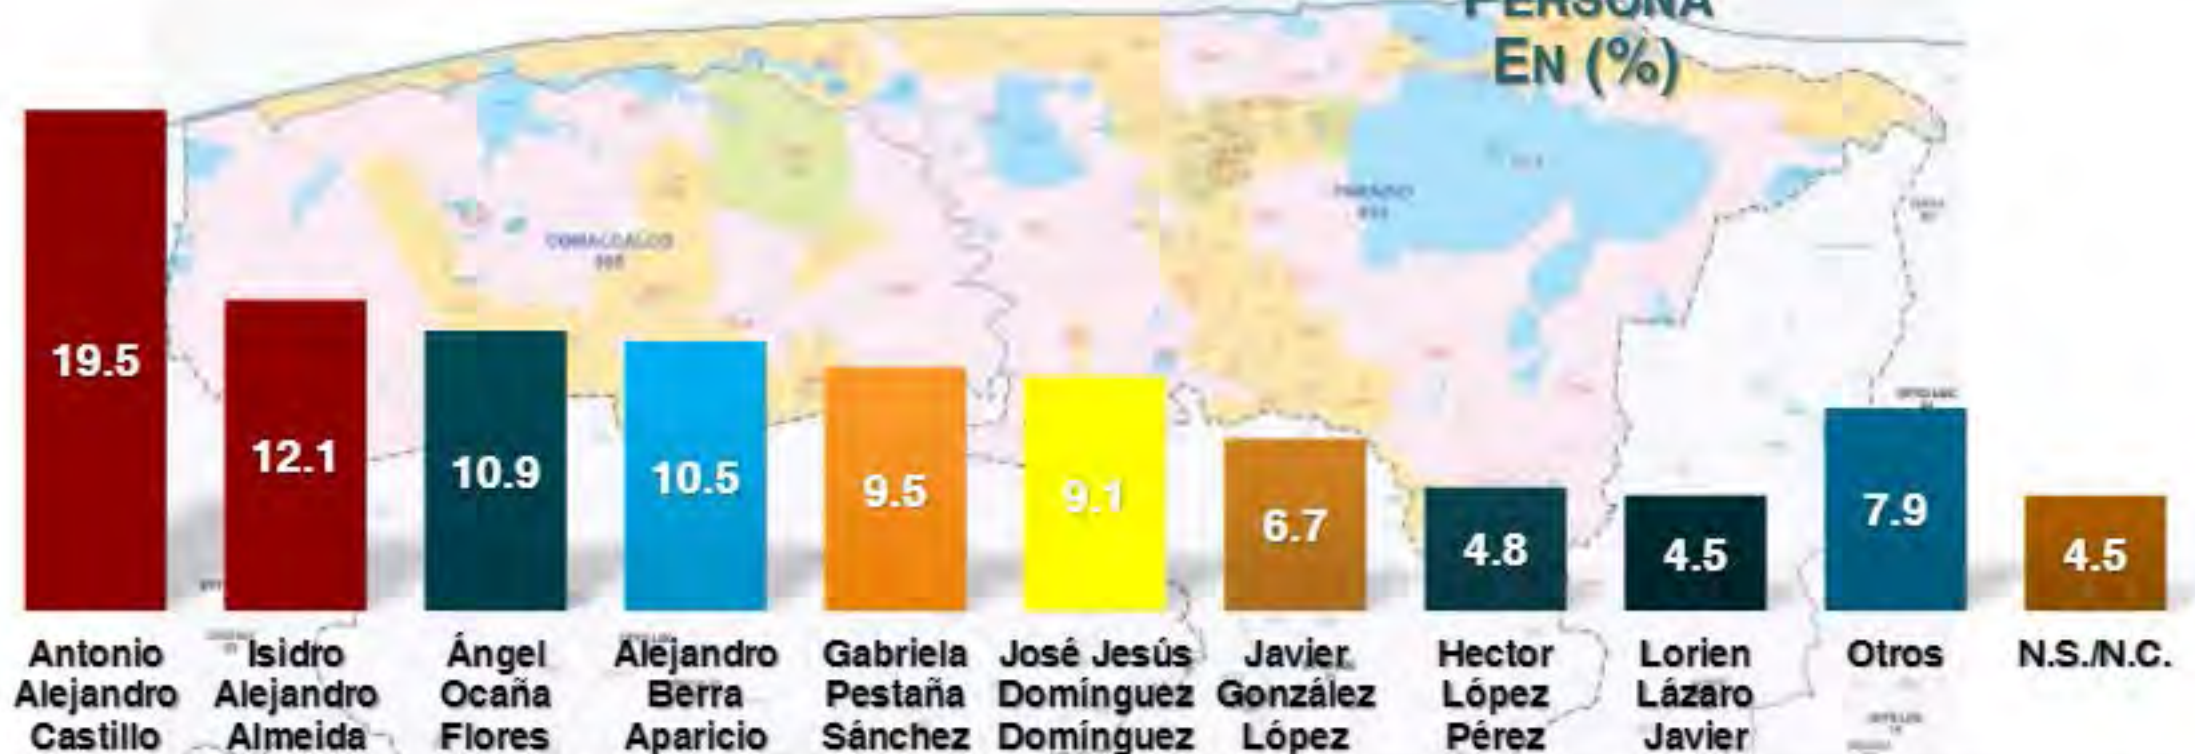 PERSONA
EN (%)
COMALCALCO
PARAISO
19.5
12.1
10.9
10.5
9.5
9.1
6.7
4.8
4.5
7.9
4.5
Antonio Alejandro Castillo
Isidro Alejandro Almeida
Ángel Ocaña Flores
Alejandro Berra Aparicio
Gabriela Pestaña Sánchez
José Jesús Domínguez Domínguez
Javier González López
Hector López Pérez
Lorien Lázaro Javier
Otros
N.S./N.C.